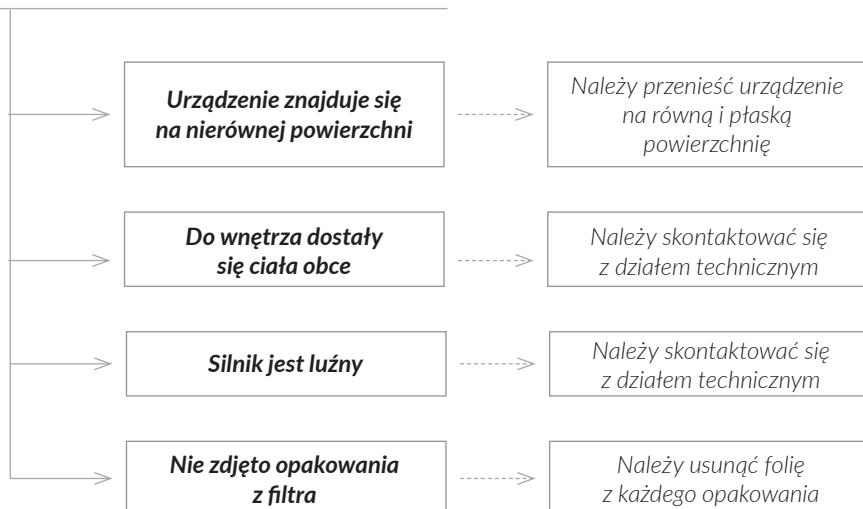 Urządzenie znajduje się
na nierównej powierzchni
Należy przenieść urządzenie
na równą i płaską
powierzchnię
Do wnętrza dostały
się ciała obce
Należy skontaktować się
z działem technicznym
Silnik jest luźny
Należy skontaktować się
z działem technicznym
Nie zdjęto opakowania
z filtra
Należy usunąć folię
z każdego opakowania